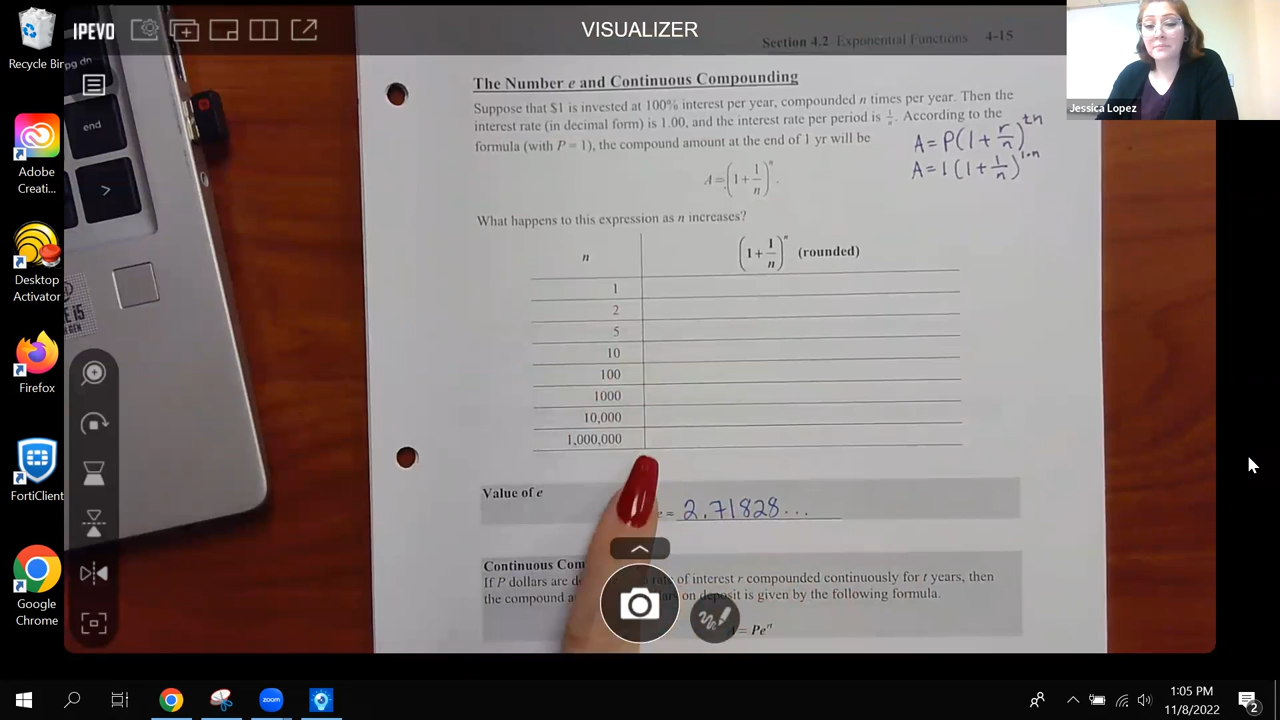 VISUALIZER
IPEVO
Recycle Bin
Adobe
Creati...
Desktop
Activator
Firefox
FortiClient
Google
Chrome
end
Jessica Lopez
Section 4.2 Exponential Functions 4-15
The Number e and Continuous Compounding
Suppose that $1 is invested at 100% interest per year, compounded n times per year. Then the
interest rate (in decimal form) is 1.00, and the interest rate per period is 1/n. According to the
formula (with P = 1), the compound amount at the end of 1 yr will be
A = P(1 + r/n)^tn
A = 1(1 + 1/n)^1·n
A = (1 + 1/n)^n.
What happens to this expression as n increases?
n (1 + 1/n)^n (rounded)
1
2
5
10
100
1000
10,000
1,000,000
Value of e
e = 2.71828...
Continuous Com
If P dollars are de rate of interest r compounded continuously for t years, then
the compound a on deposit is given by the following formula.
= Pe^rt
zoom
1:05 PM
11/8/2022
2